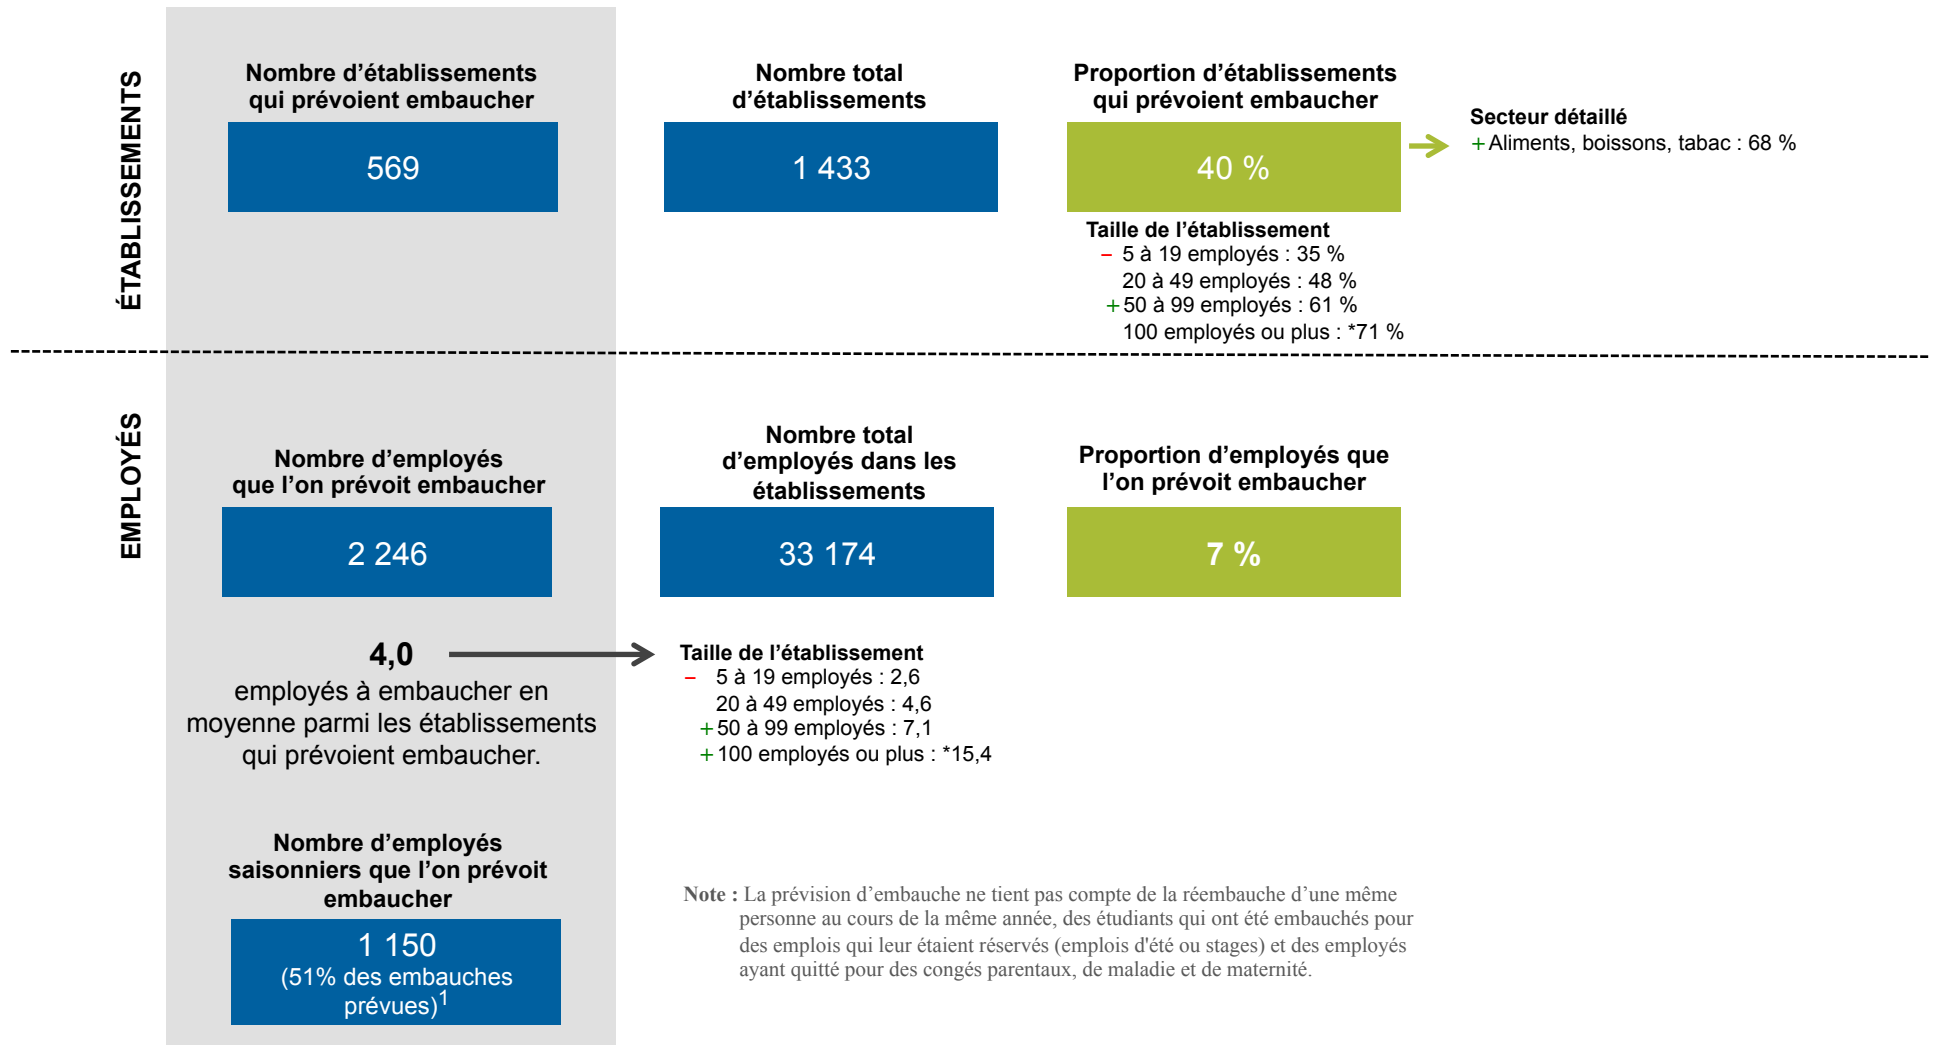 ÉTABLISSEMENTS
Nombre d’établissements
qui prévoient embaucher
569
Nombre total
d’établissements
1 433
Proportion d’établissements
qui prévoient embaucher
40 %
Secteur détaillé
+ Aliments, boissons, tabac : 68 %
Taille de l’établissement
– 5 à 19 employés : 35 %
20 à 49 employés : 48 %
+ 50 à 99 employés : 61 %
100 employés ou plus : *71 %
EMPLOYÉS
Nombre d’employés
que l’on prévoit embaucher
2 246
Nombre total
d’employés dans les
établissements
33 174
Proportion d’employés que
l’on prévoit embaucher
7 %
4,0
employés à embaucher en
moyenne parmi les établissements
qui prévoient embaucher.
Taille de l’établissement
– 5 à 19 employés : 2,6
20 à 49 employés : 4,6
+ 50 à 99 employés : 7,1
+ 100 employés ou plus : *15,4
Nombre d’employés
saisonniers que l’on prévoit
embaucher
1 150
(51% des embauches
prévues)1
Note : La prévision d’embauche ne tient pas compte de la réembauche d’une même
personne au cours de la même année, des étudiants qui ont été embauchés pour
des emplois qui leur étaient réservés (emplois d'été ou stages) et des employés
ayant quitté pour des congés parentaux, de maladie et de maternité.